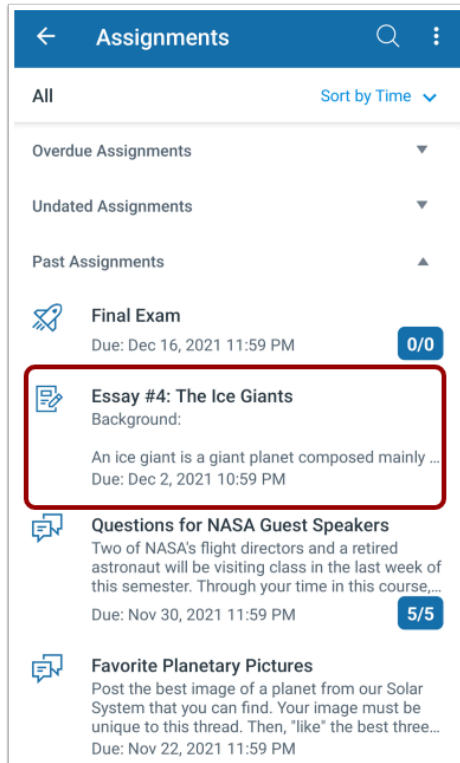 Assignments
All
Sort by Time
Overdue Assignments
Undated Assignments
Past Assignments
Final Exam
Due: Dec 16, 2021 11:59 PM
0/0
Essay #4: The Ice Giants
Background:
An ice giant is a giant planet composed mainly ...
Due: Dec 2, 2021 10:59 PM
Questions for NASA Guest Speakers
Two of NASA's flight directors and a retired
astronaut will be visiting class in the last week of
this semester. Through your time in this course,...
Due: Nov 30, 2021 11:59 PM
5/5
Favorite Planetary Pictures
Post the best image of a planet from our Solar
System that you can find. Your image must be
unique to this thread. Then, "like" the best three...
Due: Nov 22, 2021 11:59 PM